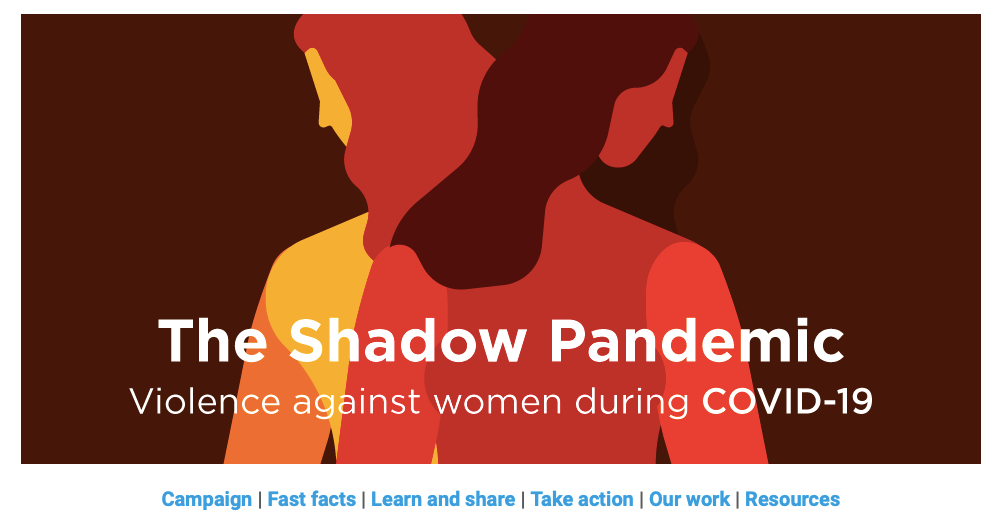 The Shadow Pandemic
Violence against women during COVID-19
Campaign | Fast facts | Learn and share | Take action | Our work | Resources